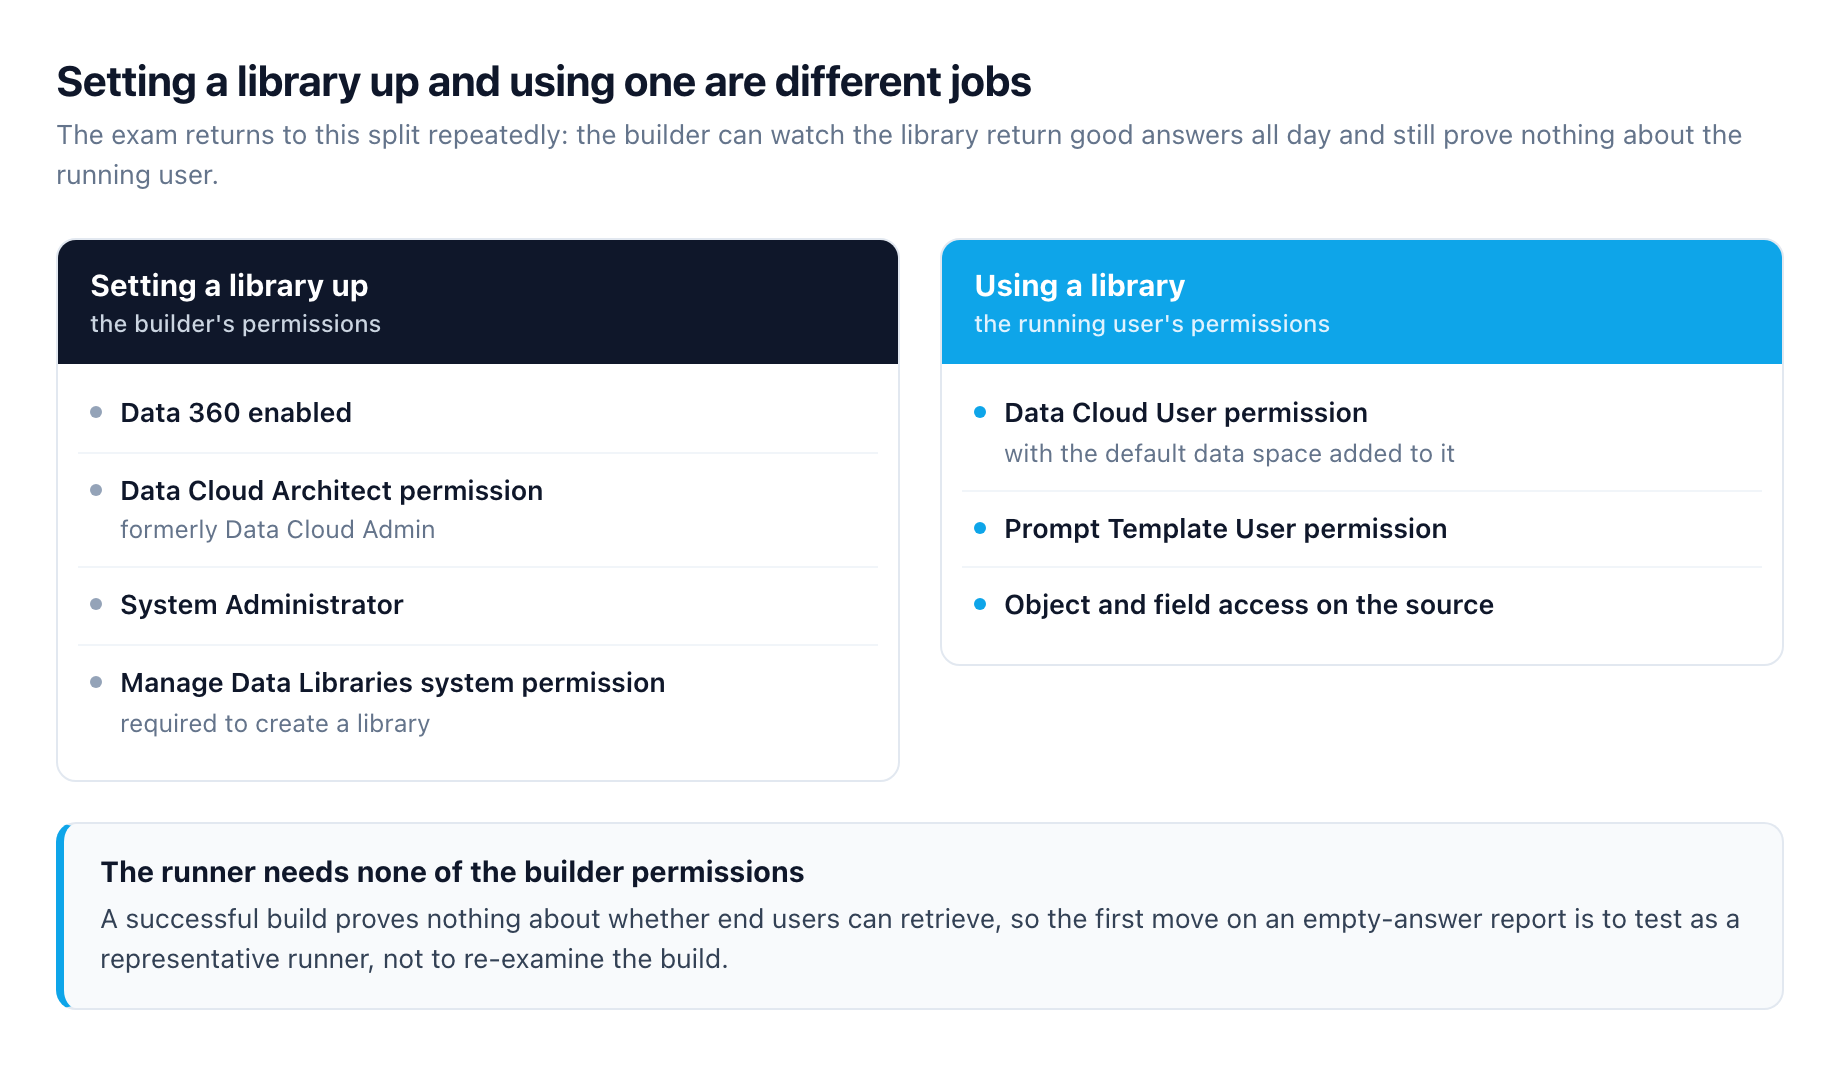 Setting a library up and using one are different jobs
The exam returns to this split repeatedly: the builder can watch the library return good answers all day and still prove nothing about the
running user.
Setting a library up
the builder's permissions
Data 360 enabled
Data Cloud Architect permission
formerly Data Cloud Admin
System Administrator
Manage Data Libraries system permission
required to create a library
Using a library
the running user's permissions
Data Cloud User permission
with the default data space added to it
Prompt Template User permission
Object and field access on the source
The runner needs none of the builder permissions
A successful build proves nothing about whether end users can retrieve, so the first move on an empty-answer report is to test as a
representative runner, not to re-examine the build.